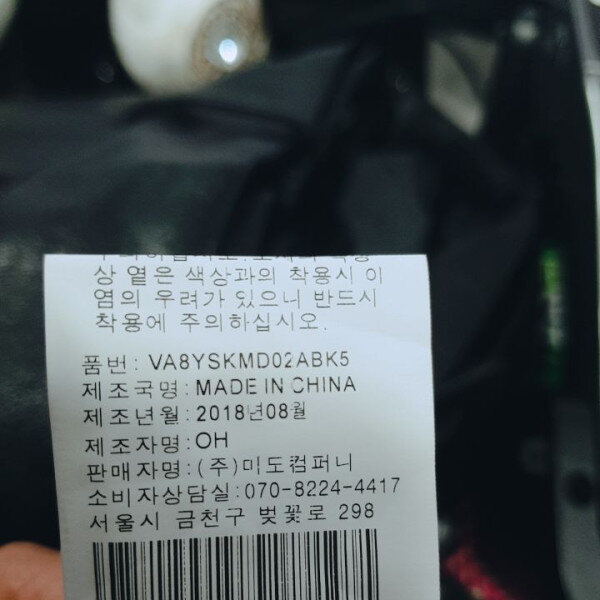 상 옅은 색상과의 착용시 이
염의 우려가 있으니 반드시
착용에 주의하십시오.
품번: VA8YSKMD02ABK5
제조국명:MADE IN CHINA
제조년월:2018년08월
제조자명:OH
판매자명:(주)미도컴퍼니
소비자상담실:070-8224-4417
서울시 금천구 벚꽃로 298